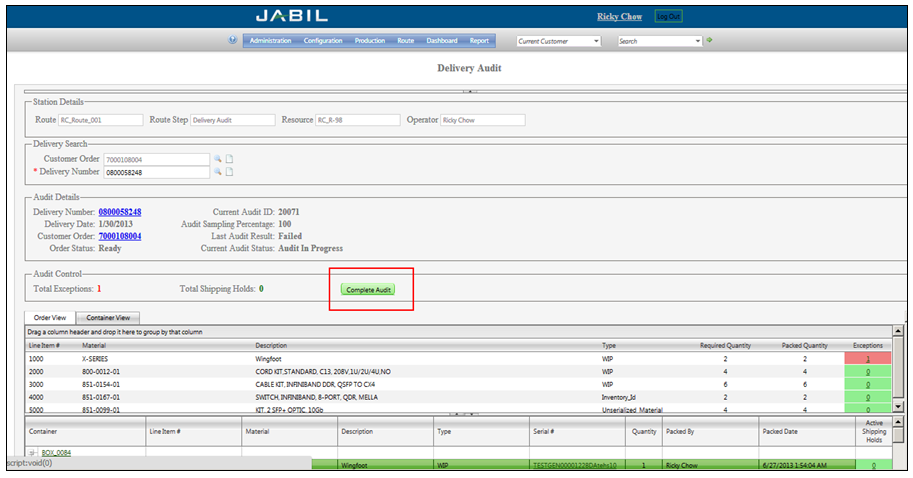 JABIL
Ricky Chow Log Out
Administration Configuration Production Route Dashboard Report Current Customer Search
Delivery Audit
Station Details
Route RC_Route_001 Route Step Delivery Audit Resource RC_R-98 Operator Ricky Chow
Delivery Search
Customer Order 7000108004
* Delivery Number 0800058248
Audit Details
Delivery Number: 0800058248 Current Audit ID: 20071
Delivery Date: 1/30/2013 Audit Sampling Percentage: 100
Customer Order: 7000108004 Last Audit Result: Failed
Order Status: Ready Current Audit Status: Audit In Progress
Audit Control
Total Exceptions: 1 Total Shipping Holds: 0 Complete Audit
Order View Container View
Drag a column header and drop it here to group by that column
Line Item # Material Description Type Required Quantity Packed Quantity Exceptions
1000 X-SERIES Wingfoot WIP 2 2 1
2000 800-0012-01 CORD KIT,STANDARD, C13, 208V,1U/2U/4U,NO WIP 4 4 0
3000 851-0154-01 CABLE KIT, INFINIBAND DDR, QSFP TO CX4 WIP 6 6 0
4000 851-0167-01 SWITCH, INFINIBAND, 8-PORT, QDR, MELLA Inventory_Id 2 2 0
5000 851-0099-01 KIT, 2 SFP+ OPTIC, 10Gb Unserialized_Material 4 4 0
Container Line Item # Material Description Type Serial # Quantity Packed By Packed Date Active Shipping Holds
BOX_0084
script:void(0) Wingfoot WIP TESTGEN00001228DAtehs10 1 Ricky Chow 6/27/2013 1:54:04 AM 0